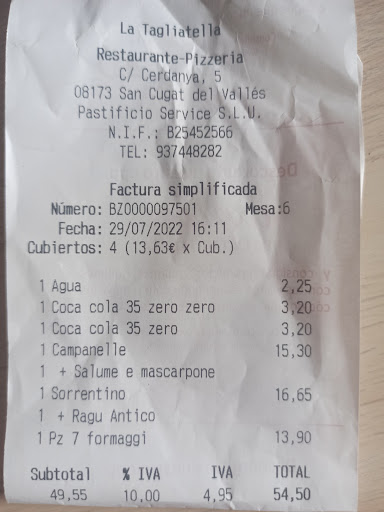 La Tagliatella
Restaurante-Pizzeria
C/ Cerdanya, 5
08173 San Cugat del Vallés
Pastificio Service S.L.U.
N.I.F.: B25452566
TEL: 937448282
Factura simplificada
Número: BZ0000097501 Mesa:6
Fecha: 29/07/2022 16:11
Cubiertos: 4 (13,63€ x Cub.)
1 Agua 2,25
1 Coca cola 35 zero zero 3,20
1 Coca cola 35 zero 3,20
1 Campanelle 15,30
1 + Salume e mascarpone
1 Sorrentino 16,65
1 + Ragu Antico
1 Pz 7 formaggi 13,90
Subtotal % IVA IVA TOTAL
49,55 10,00 4,95 54,50